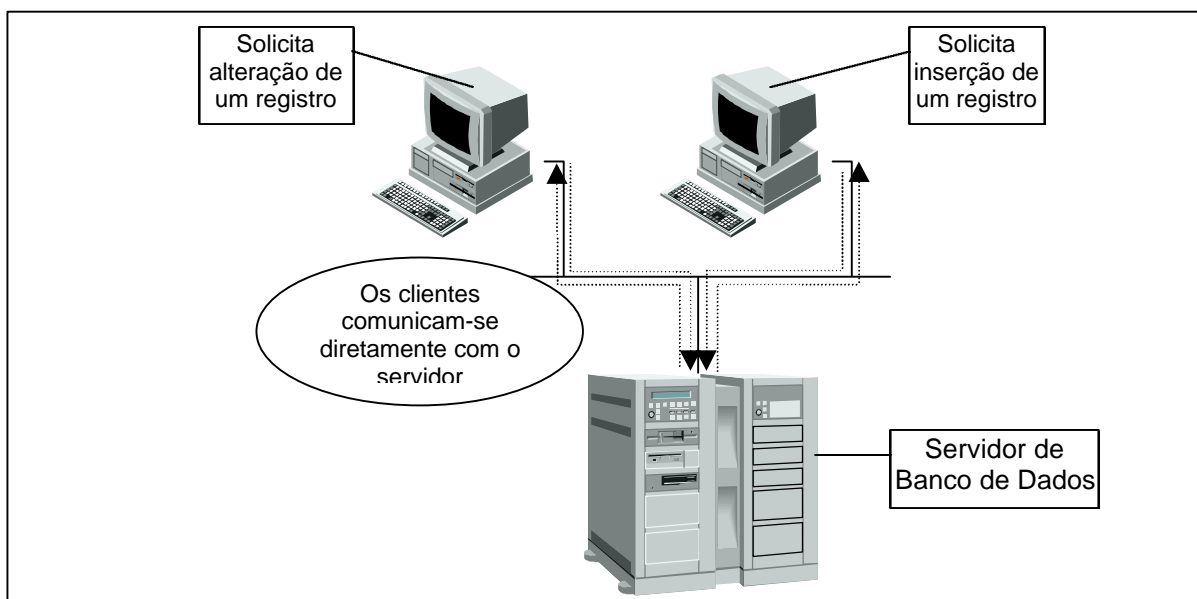 Solicita
alteração de
um registro
Solicita
inserção de
um registro
Os clientes
comunicam-se
diretamente com o
servidor
Servidor de
Banco de Dados